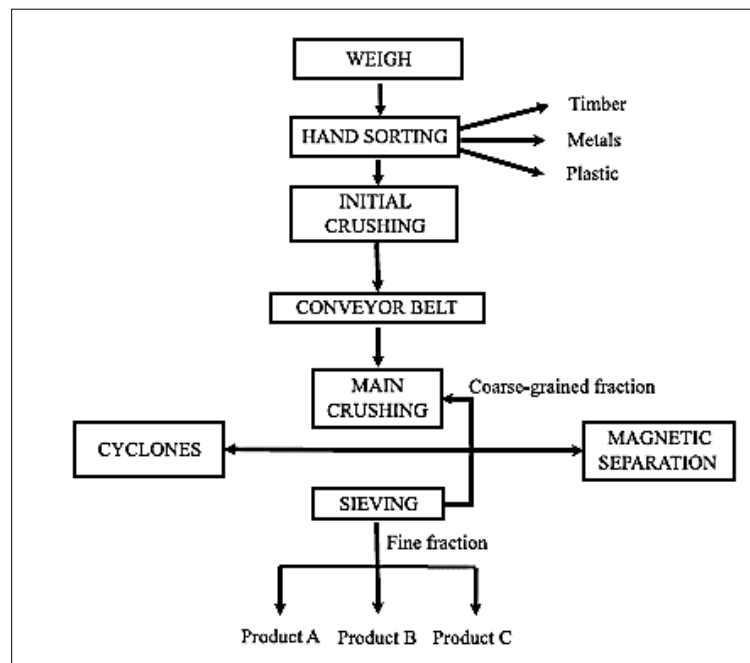 WEIGH
HAND SORTING
Timber
Metals
Plastic
INITIAL
CRUSHING
CONVEYOR BELT
MAIN
CRUSHING
Coarse-grained fraction
CYCLONES
MAGNETIC
SEPARATION
SIEVING
Fine fraction
Product A
Product B
Product C